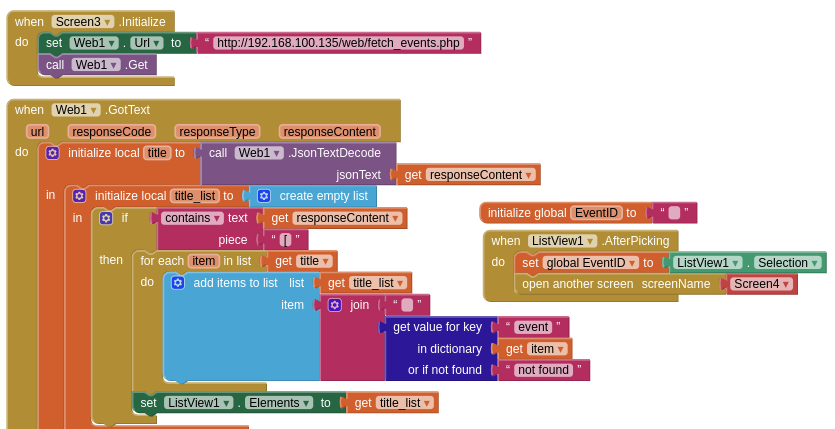 when Screen3 .Initialize
do set Web1 . Url to " http://192.168.100.135/web/fetch_events.php "
call Web1 .Get
when Web1 .GotText
url responseCode responseType responseContent
do initialize local title to call Web1 .JsonTextDecode
jsonText get responseContent
in initialize local title_list to create empty list
initialize global EventID to " "
in if contains text get responseContent
piece " [ "
when ListView1 .AfterPicking
then for each item in list get title
do set global EventID to ListView1 . Selection
do add items to list list get title_list
open another screen screenName Screen4
item join " "
get value for key " event "
in dictionary get item
or if not found " not found "
set ListView1 . Elements to get title_list